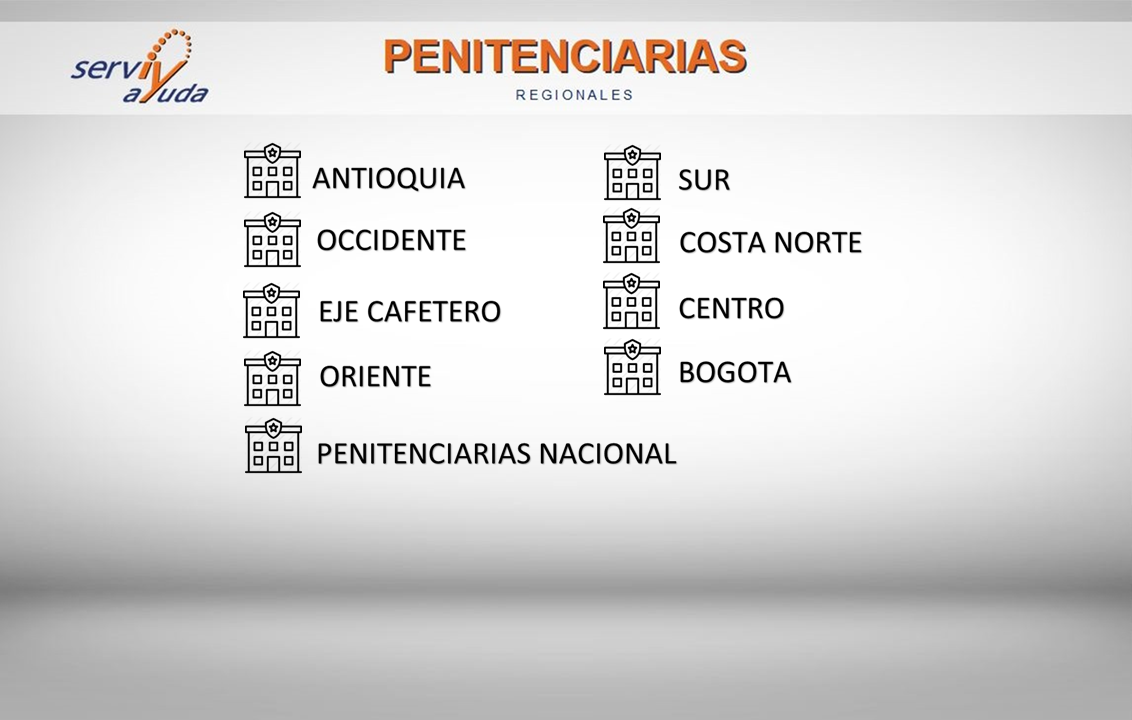 serviyayuda
PENITENCIARIAS
REGIONALES
ANTIOQUIA
OCCIDENTE
EJE CAFETERO
ORIENTE
PENITENCIARIAS NACIONAL
SUR
COSTA NORTE
CENTRO
BOGOTA